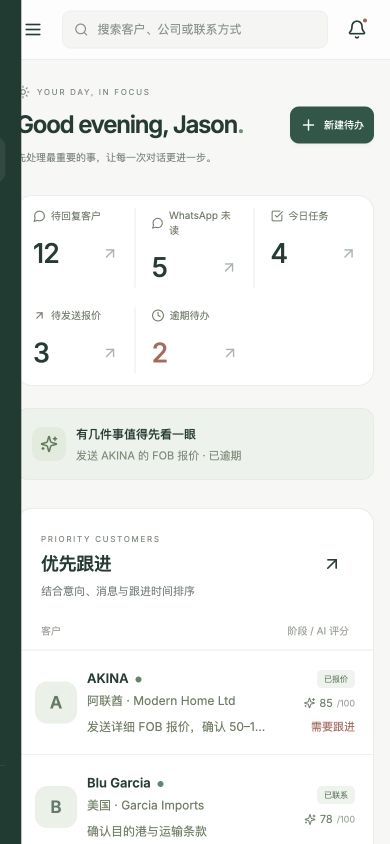 搜索客户、公司或联系方式
YOUR DAY, IN FOCUS
Good evening, Jason.
新建待办
先处理最重要的事，让每一次对话更进一步。
待回复客户
12
WhatsApp 未
读
5
今日任务
4
待发送报价
3
逾期待办
2
有几件事值得先看一眼
发送 AKINA 的 FOB 报价 · 已逾期
PRIORITY CUSTOMERS
优先跟进
结合意向、消息与跟进时间排序
客户
阶段 / AI 评分
A
AKINA
已报价
阿联酋 · Modern Home Ltd
85 /100
发送详细 FOB 报价，确认 50–1...
需要跟进
B
Blu Garcia
已联系
美国 · Garcia Imports
78 /100
确认目的港与运输条款